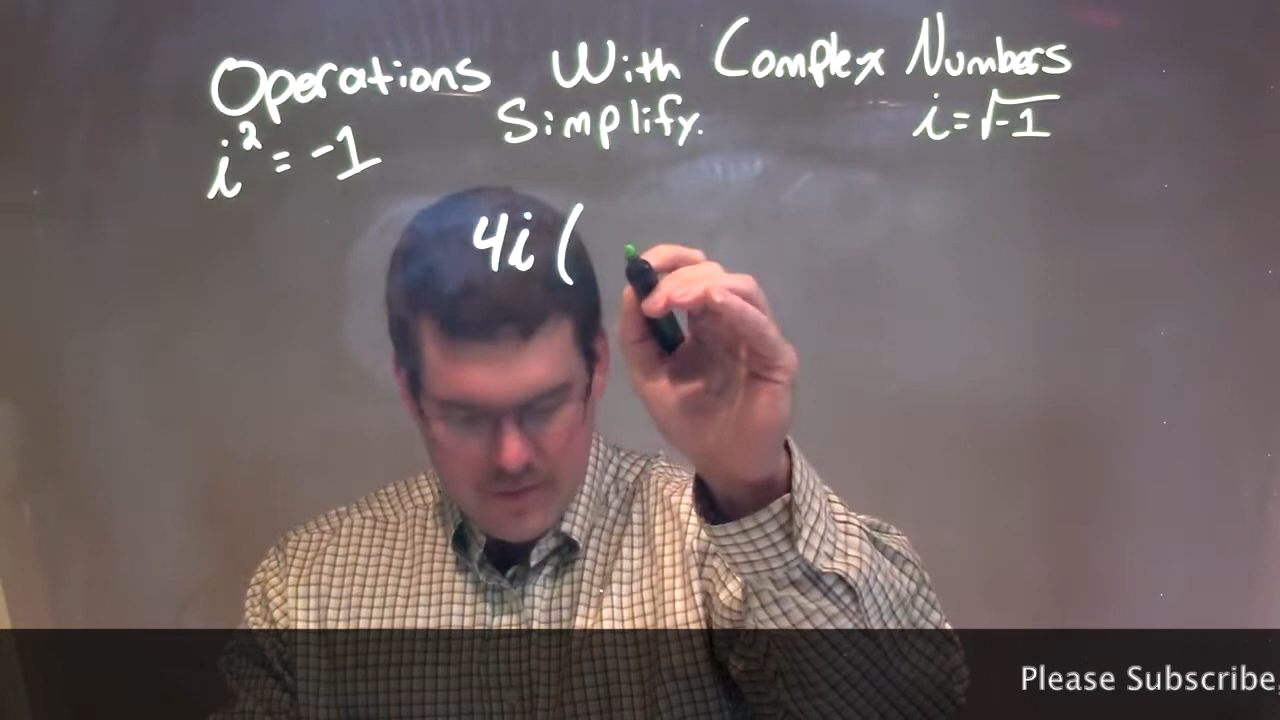 Operations With Complex Numbers
Simplify.
i² = -1
i = √-1
4i (
Please Subscribe.